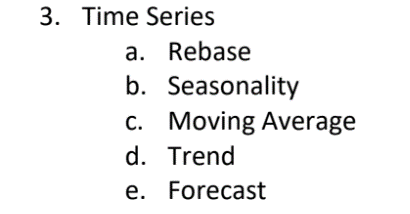 3. Time Series
a. Rebase
b. Seasonality
c. Moving Average
d. Trend
e. Forecast